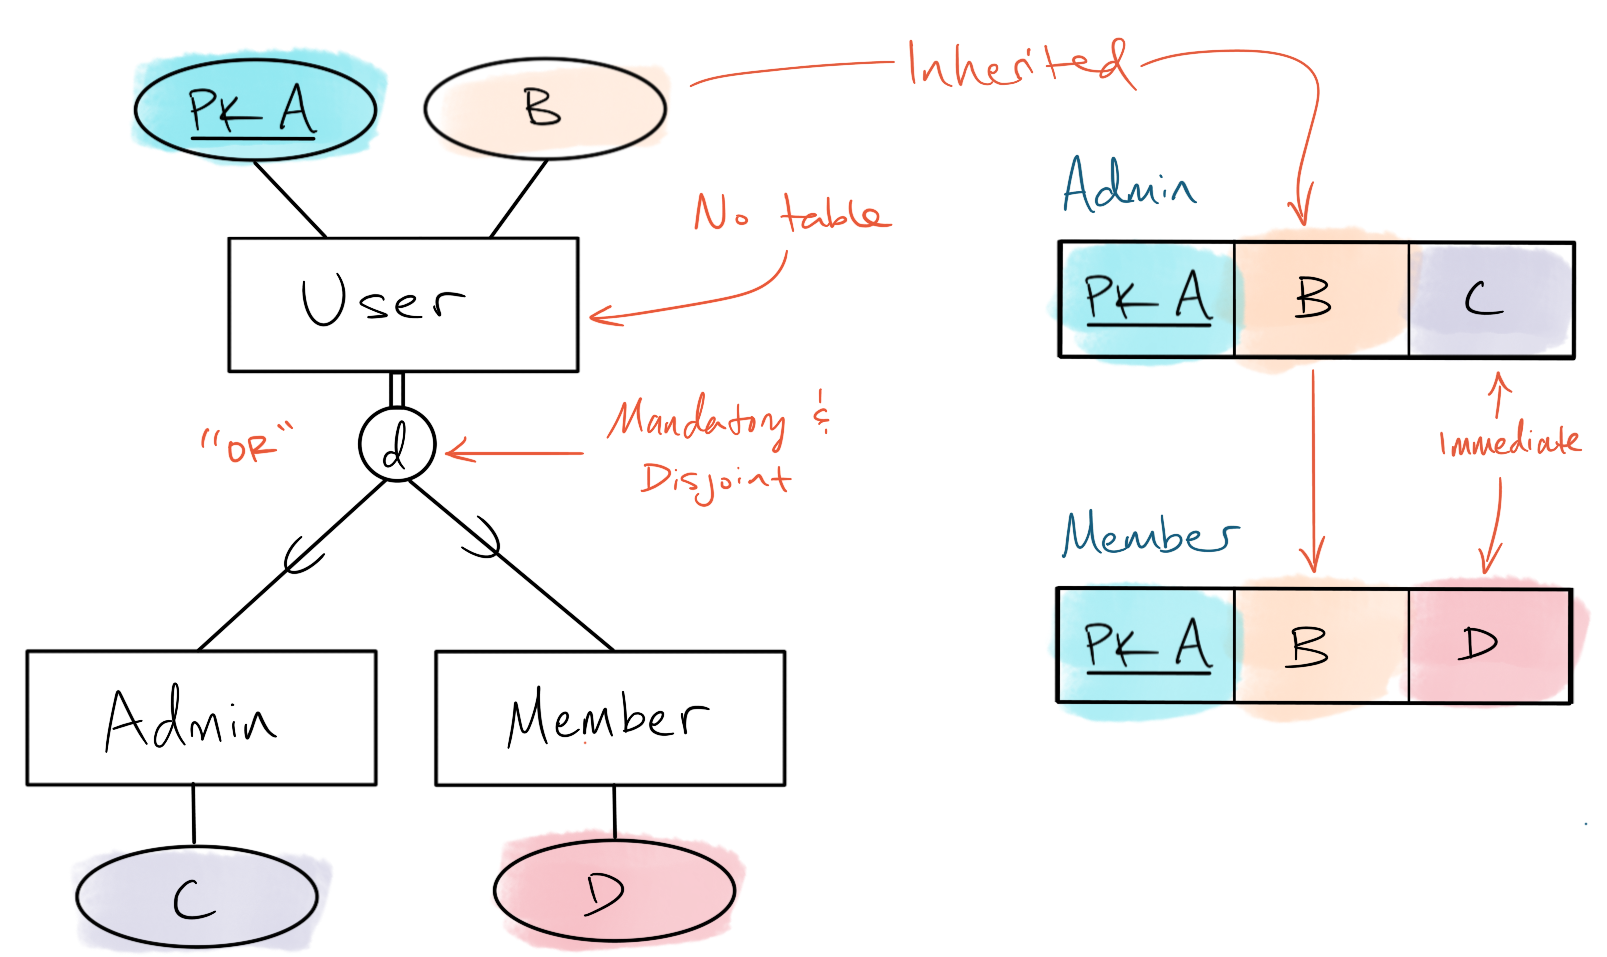 PK A
B
Inherited
Admin
No table
User
PK A
B
C
"OR"
d
Mandatory &
Disjoint
Immediate
Member
PK A
B
D
Admin
Member
C
D